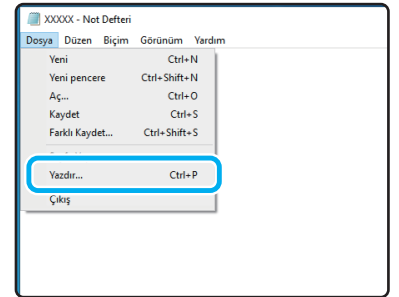 XXXXX - Not Defteri
Dosya Düzen Biçim Görünüm Yardım
Yeni Ctrl+N
Yeni pencere Ctrl+Shift+N
Aç... Ctrl+O
Kaydet Ctrl+S
Farklı Kaydet... Ctrl+Shift+S
Yazdır... Ctrl+P
Çıkış